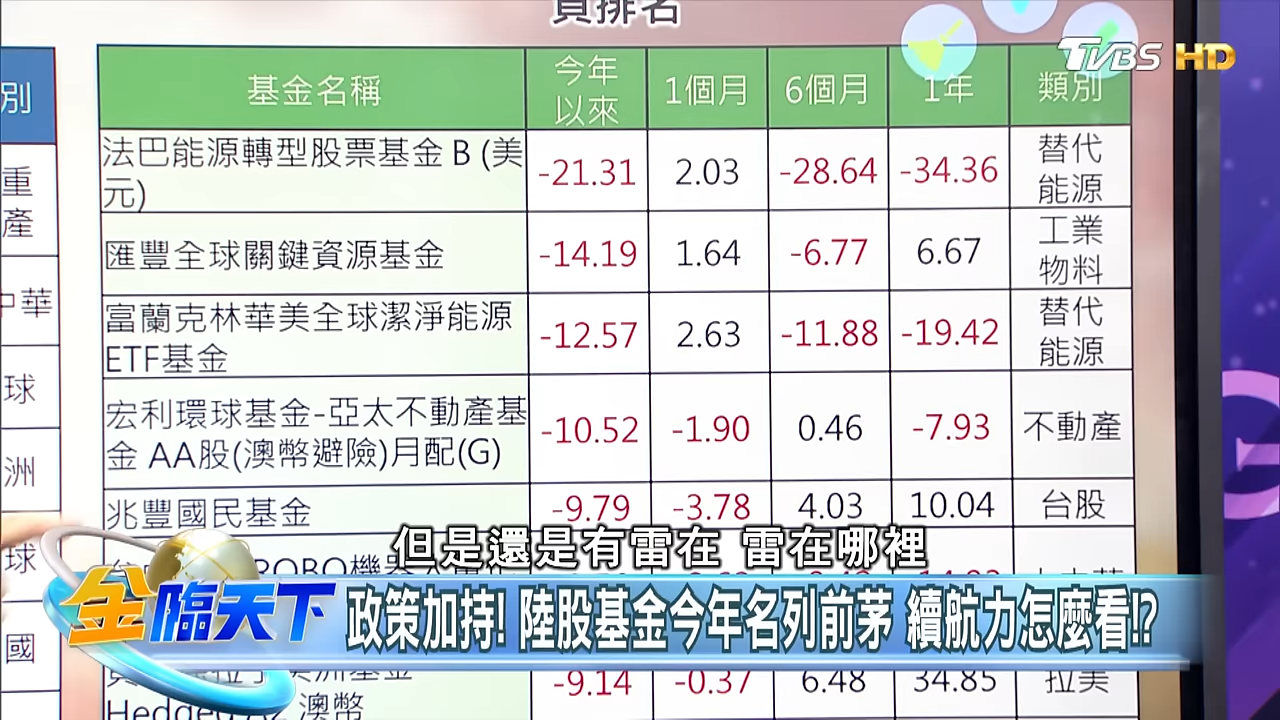 TVBS HD
別
重
產
中華
球
洲
球
國
基金名稱 今年以來 1個月 6個月 1年 類別
法巴能源轉型股票基金 B (美
元) -21.31 2.03 -28.64 -34.36 替代能源
匯豐全球關鍵資源基金 -14.19 1.64 -6.77 6.67 工業物料
富蘭克林華美全球潔淨能源
ETF基金 -12.57 2.63 -11.88 -19.42 替代能源
宏利環球基金-亞太不動產基
金 AA股(澳幣避險)月配(G) -10.52 -1.90 0.46 -7.93 不動產
兆豐國民基金 -9.79 -3.78 4.03 10.04 台股
但是還是有雷在 雷在哪裡
金臨天下
政策加持! 陸股基金今年名列前茅 續航力怎麼看!?
-9.14 -0.37 6.48 34.85 拉美
澳幣